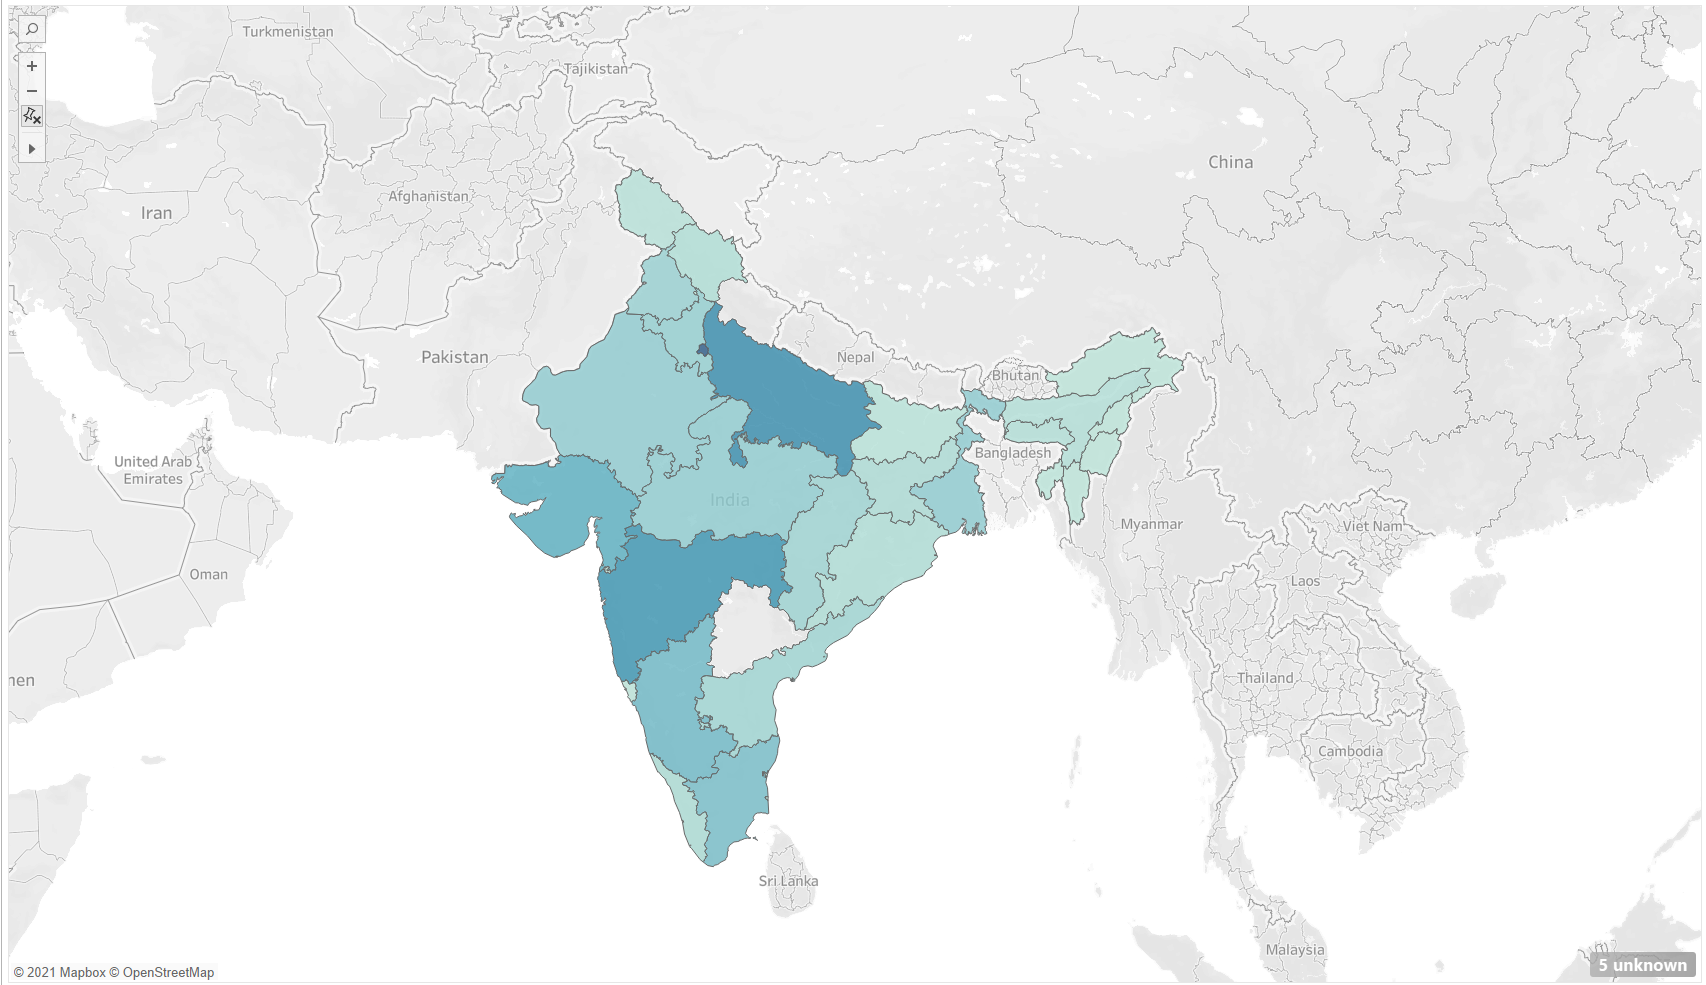 Turkmenistan
Tajikistan
China
Afghanistan
Iran
Pakistan
Nepal
Bhutan
United Arab
Emirates
Bangladesh
India
Myanmar
Viet Nam
Oman
Laos
men
Thailand
Cambodia
Sri Lanka
Malaysia
5 unknown
© 2021 Mapbox © OpenStreetMap